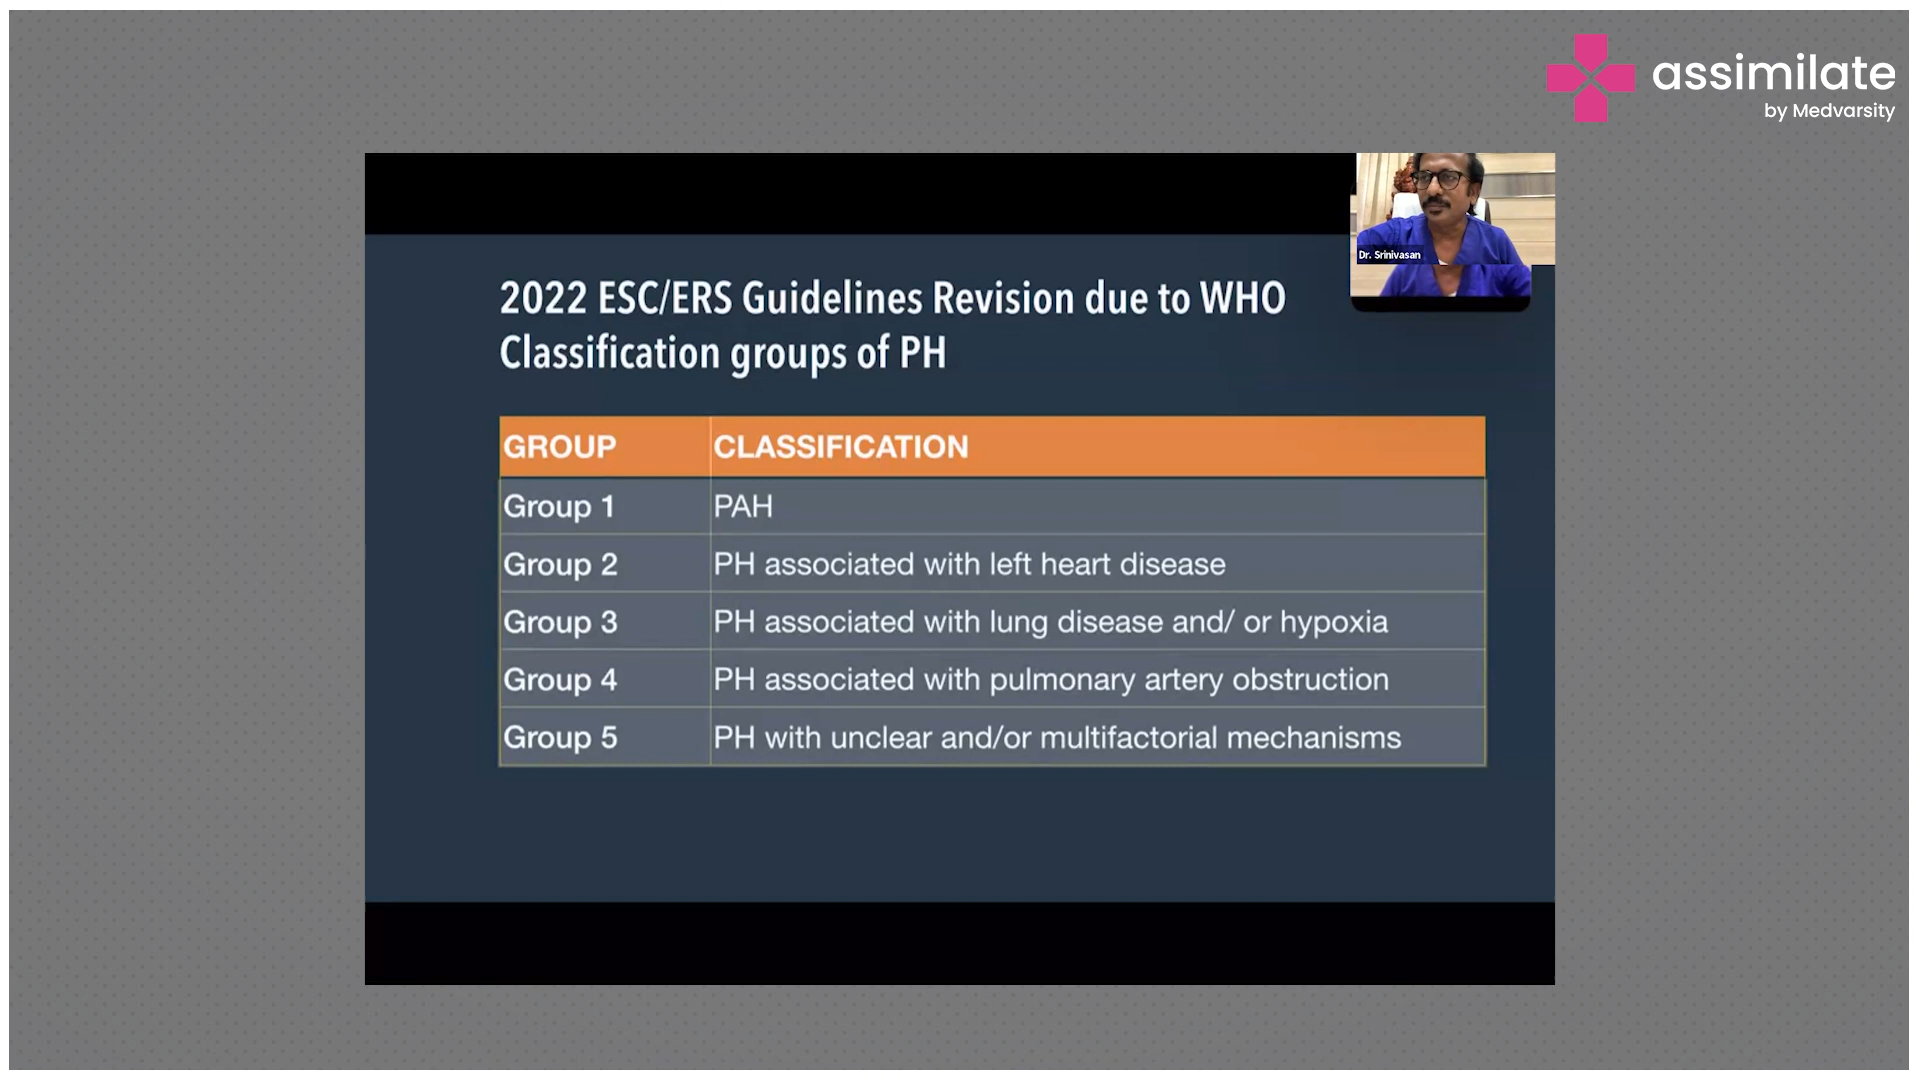 assimilate
by Medvarsity
Dr. Srinivasan
2022 ESC/ERS Guidelines Revision due to WHO
Classification groups of PH
GROUP CLASSIFICATION
Group 1 PAH
Group 2 PH associated with left heart disease
Group 3 PH associated with lung disease and/ or hypoxia
Group 4 PH associated with pulmonary artery obstruction
Group 5 PH with unclear and/or multifactorial mechanisms